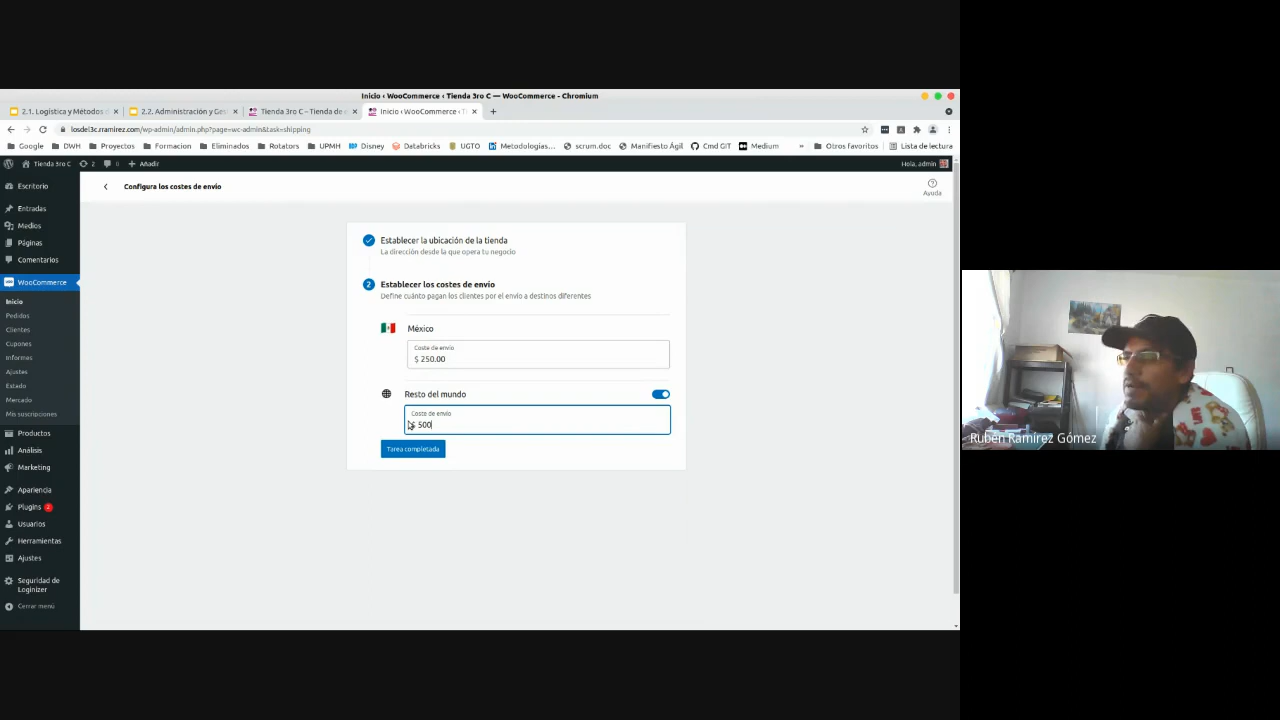 Inicio ‹ WooCommerce ‹ Tienda 3ro C — WooCommerce - Chromium
2.1. Logística y Métodos
2.2. Administración y Ges
Tienda 3ro C – Tienda de
Inicio ‹ WooCommerce ‹ T
losdel3c.rramirez.com/wp-admin/admin.php?page=wc-admin&task=shipping
Google DWH Proyectos Formacion Eliminados Rotators UPMH Disney Databricks UGTO Metodologías... scrum.doc Manifiesto Ágil Cmd GIT Medium » Otros favoritos Lista de lectura
Tienda 3ro C 2 Añadir Hola, admin
Escritorio
Entradas
Medios
Páginas
Comentarios
WooCommerce
Inicio
Pedidos
Clientes
Cupones
Informes
Ajustes
Estado
Mercado
Mis suscripciones
Productos
Análisis
Marketing
Apariencia
Plugins 2
Usuarios
Herramientas
Ajustes
Seguridad de
Loginizer
Cerrar menú
Configura los costes de envío
Ayuda
Establecer la ubicación de la tienda
La dirección desde la que opera tu negocio
2 Establecer los costes de envío
Define cuánto pagan los clientes por el envío a destinos diferentes
México
Coste de envío
$ 250.00
Resto del mundo
Coste de envío
$ 500
Tarea completada
Ruben Ramírez Gómez